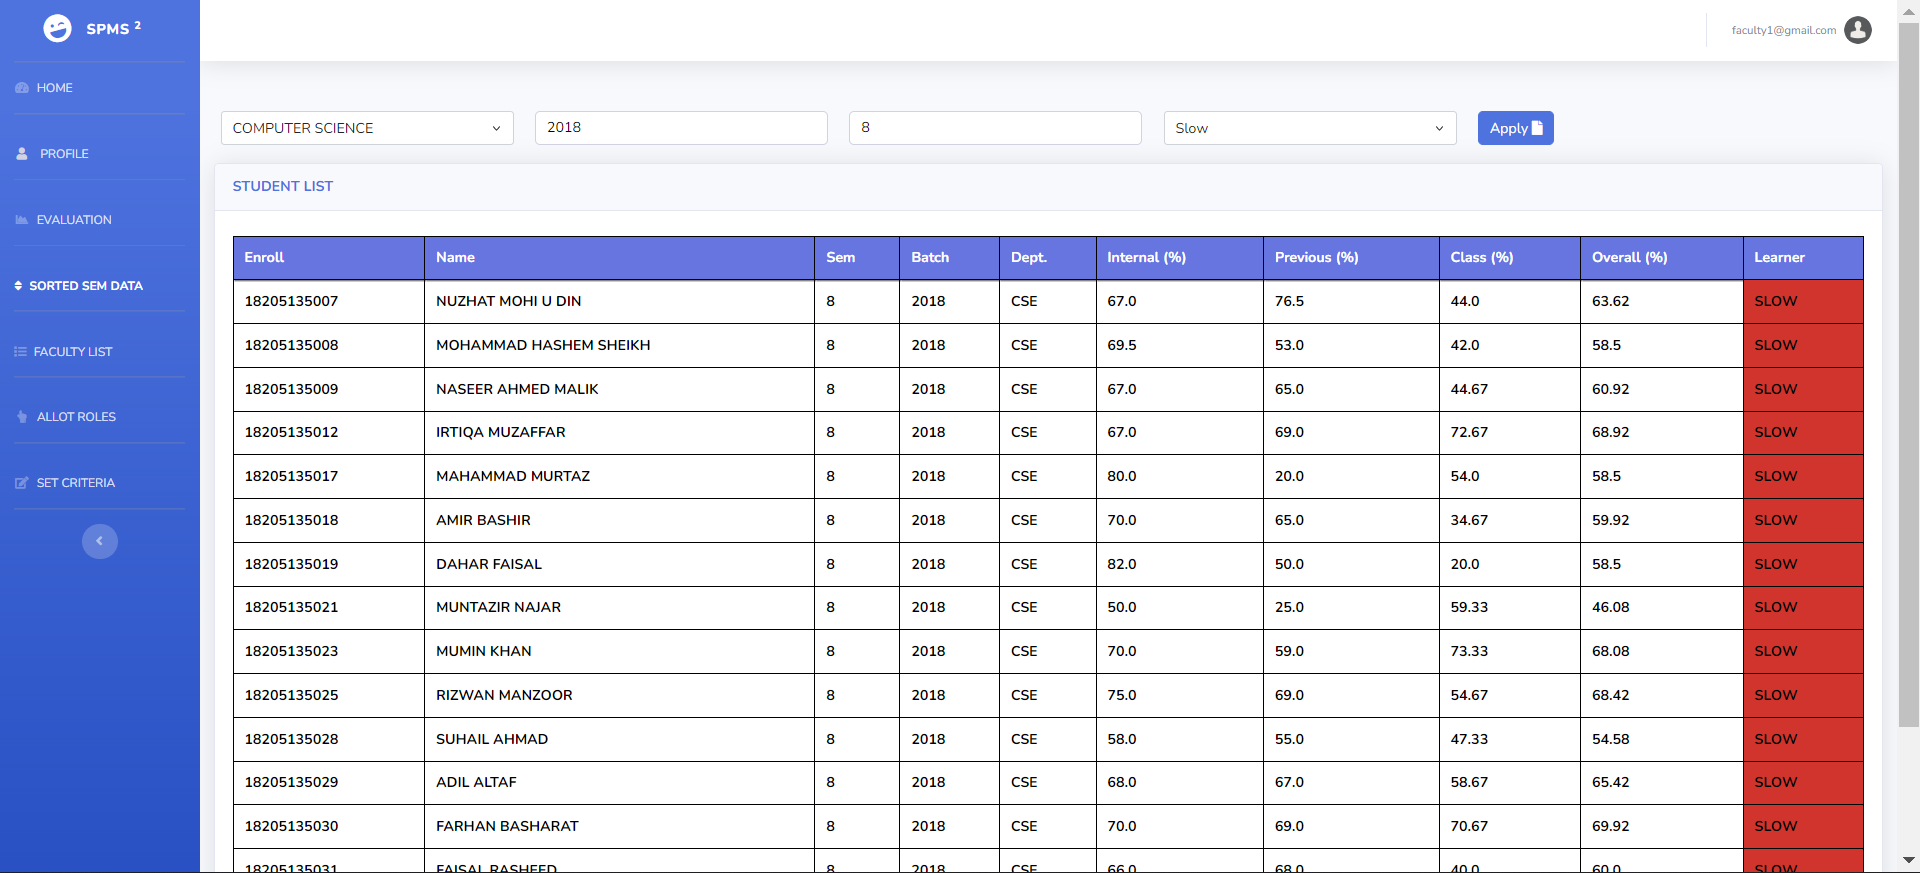 SPMS 2
faculty1@gmail.com
HOME
PROFILE
EVALUATION
SORTED SEM DATA
FACULTY LIST
ALLOT ROLES
SET CRITERIA
COMPUTER SCIENCE 2018 8 Slow Apply
STUDENT LIST
Enroll Name Sem Batch Dept. Internal (%) Previous (%) Class (%) Overall (%) Learner
18205135007 NUZHAT MOHI U DIN 8 2018 CSE 67.0 76.5 44.0 63.62 SLOW
18205135008 MOHAMMAD HASHEM SHEIKH 8 2018 CSE 69.5 53.0 42.0 58.5 SLOW
18205135009 NASEER AHMED MALIK 8 2018 CSE 67.0 65.0 44.67 60.92 SLOW
18205135012 IRTIQA MUZAFFAR 8 2018 CSE 67.0 69.0 72.67 68.92 SLOW
18205135017 MAHAMMAD MURTAZ 8 2018 CSE 80.0 20.0 54.0 58.5 SLOW
18205135018 AMIR BASHIR 8 2018 CSE 70.0 65.0 34.67 59.92 SLOW
18205135019 DAHAR FAISAL 8 2018 CSE 82.0 50.0 20.0 58.5 SLOW
18205135021 MUNTAZIR NAJAR 8 2018 CSE 50.0 25.0 59.33 46.08 SLOW
18205135023 MUMIN KHAN 8 2018 CSE 70.0 59.0 73.33 68.08 SLOW
18205135025 RIZWAN MANZOOR 8 2018 CSE 75.0 69.0 54.67 68.42 SLOW
18205135028 SUHAIL AHMAD 8 2018 CSE 58.0 55.0 47.33 54.58 SLOW
18205135029 ADIL ALTAF 8 2018 CSE 68.0 67.0 58.67 65.42 SLOW
18205135030 FARHAN BASHARAT 8 2018 CSE 70.0 69.0 70.67 69.92 SLOW
18205135031 FAISAL RASHEED 8 2018 CSE 66.0 68.0 40.0 60.0 SLOW